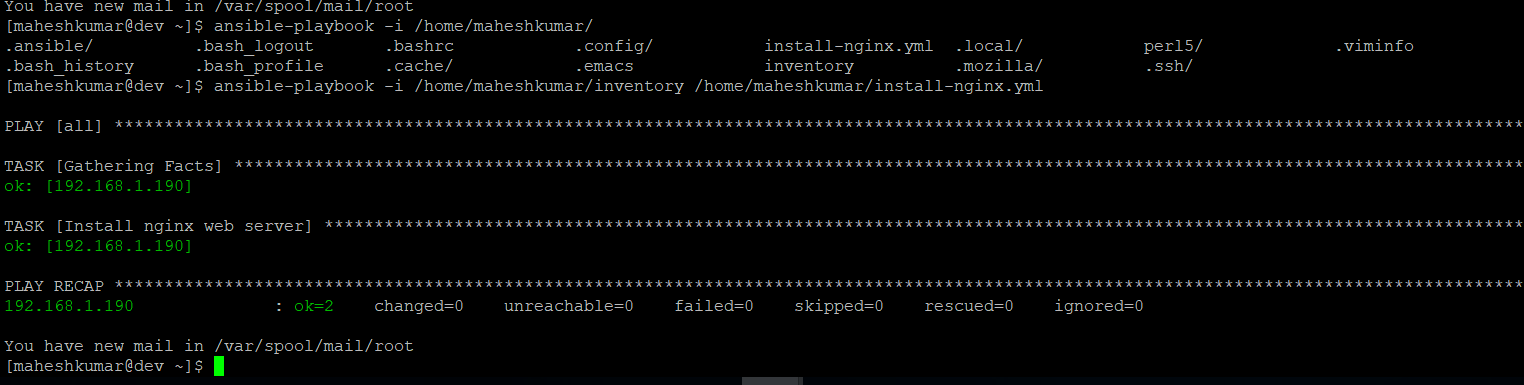 You have new mail in /var/spool/mail/root
[maheshkumar@dev ~]$ ansible-playbook -i /home/maheshkumar/
.ansible/ .bash_logout .bashrc .config/ install-nginx.yml .local/ perl5/ .viminfo
.bash_history .bash_profile .cache/ .emacs inventory .mozilla/ .ssh/
[maheshkumar@dev ~]$ ansible-playbook -i /home/maheshkumar/inventory /home/maheshkumar/install-nginx.yml
PLAY [all] *********************************************************************************************************************************************
TASK [Gathering Facts] *********************************************************************************************************************************
ok: [192.168.1.190]
TASK [Install nginx web server] ************************************************************************************************************************
ok: [192.168.1.190]
PLAY RECAP *********************************************************************************************************************************************
192.168.1.190 : ok=2 changed=0 unreachable=0 failed=0 skipped=0 rescued=0 ignored=0
You have new mail in /var/spool/mail/root
[maheshkumar@dev ~]$